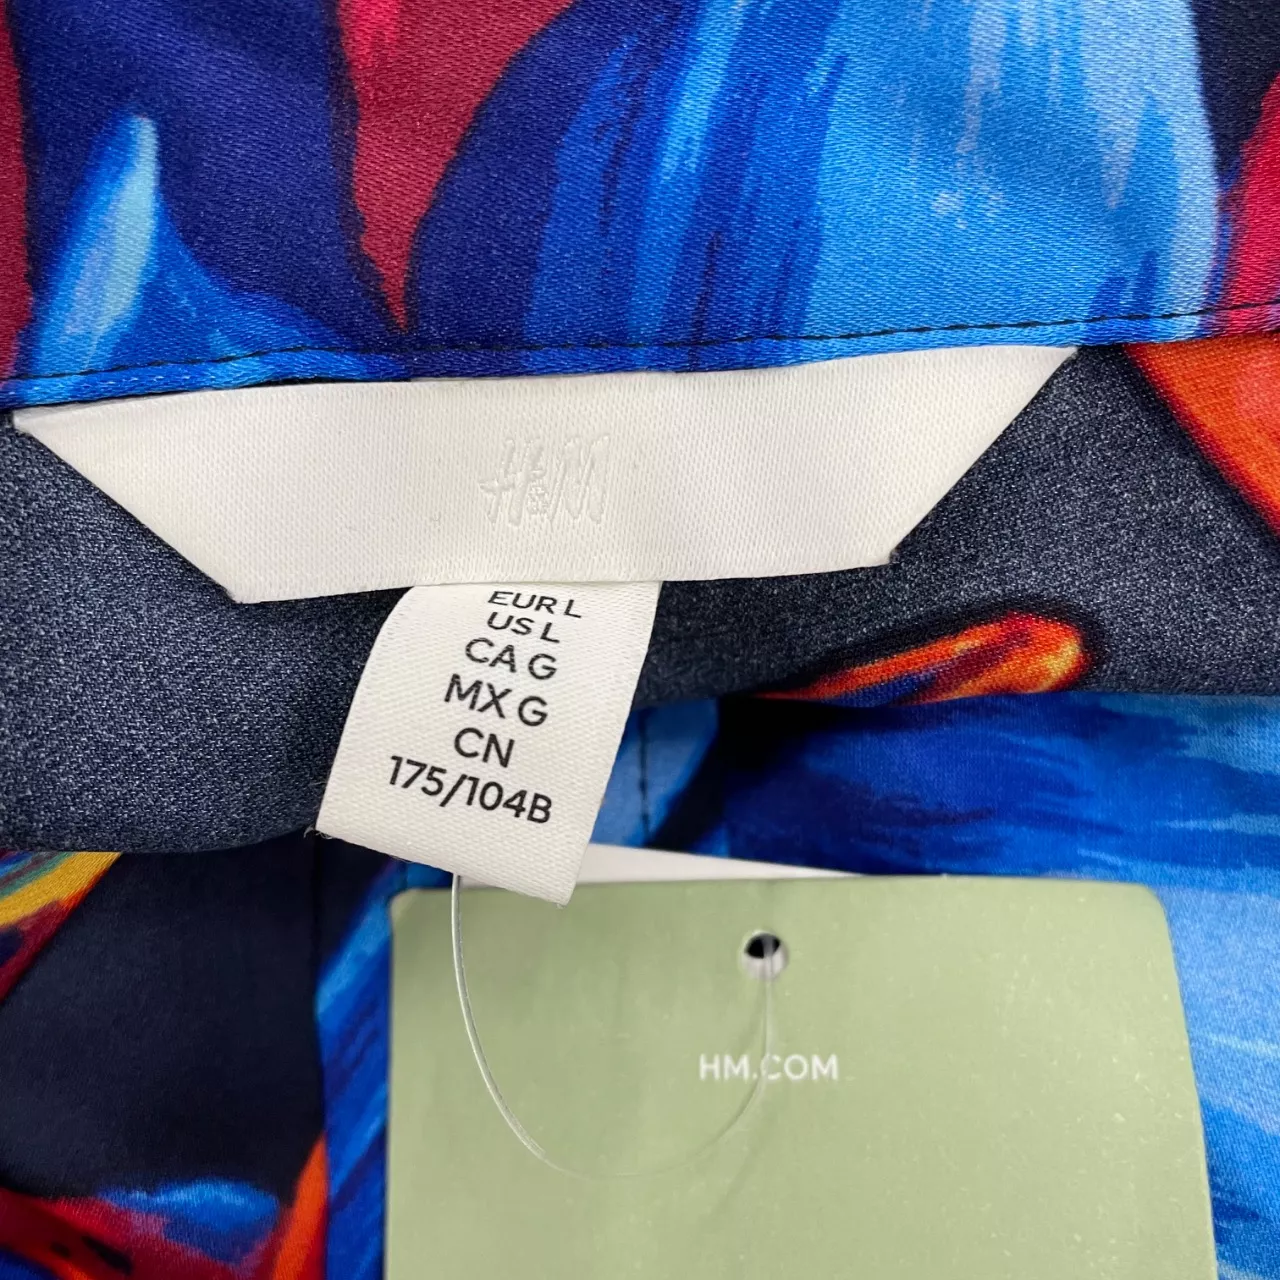 H&M
EUR L
US L
CA G
MX G
CN
175/104B
HM.COM